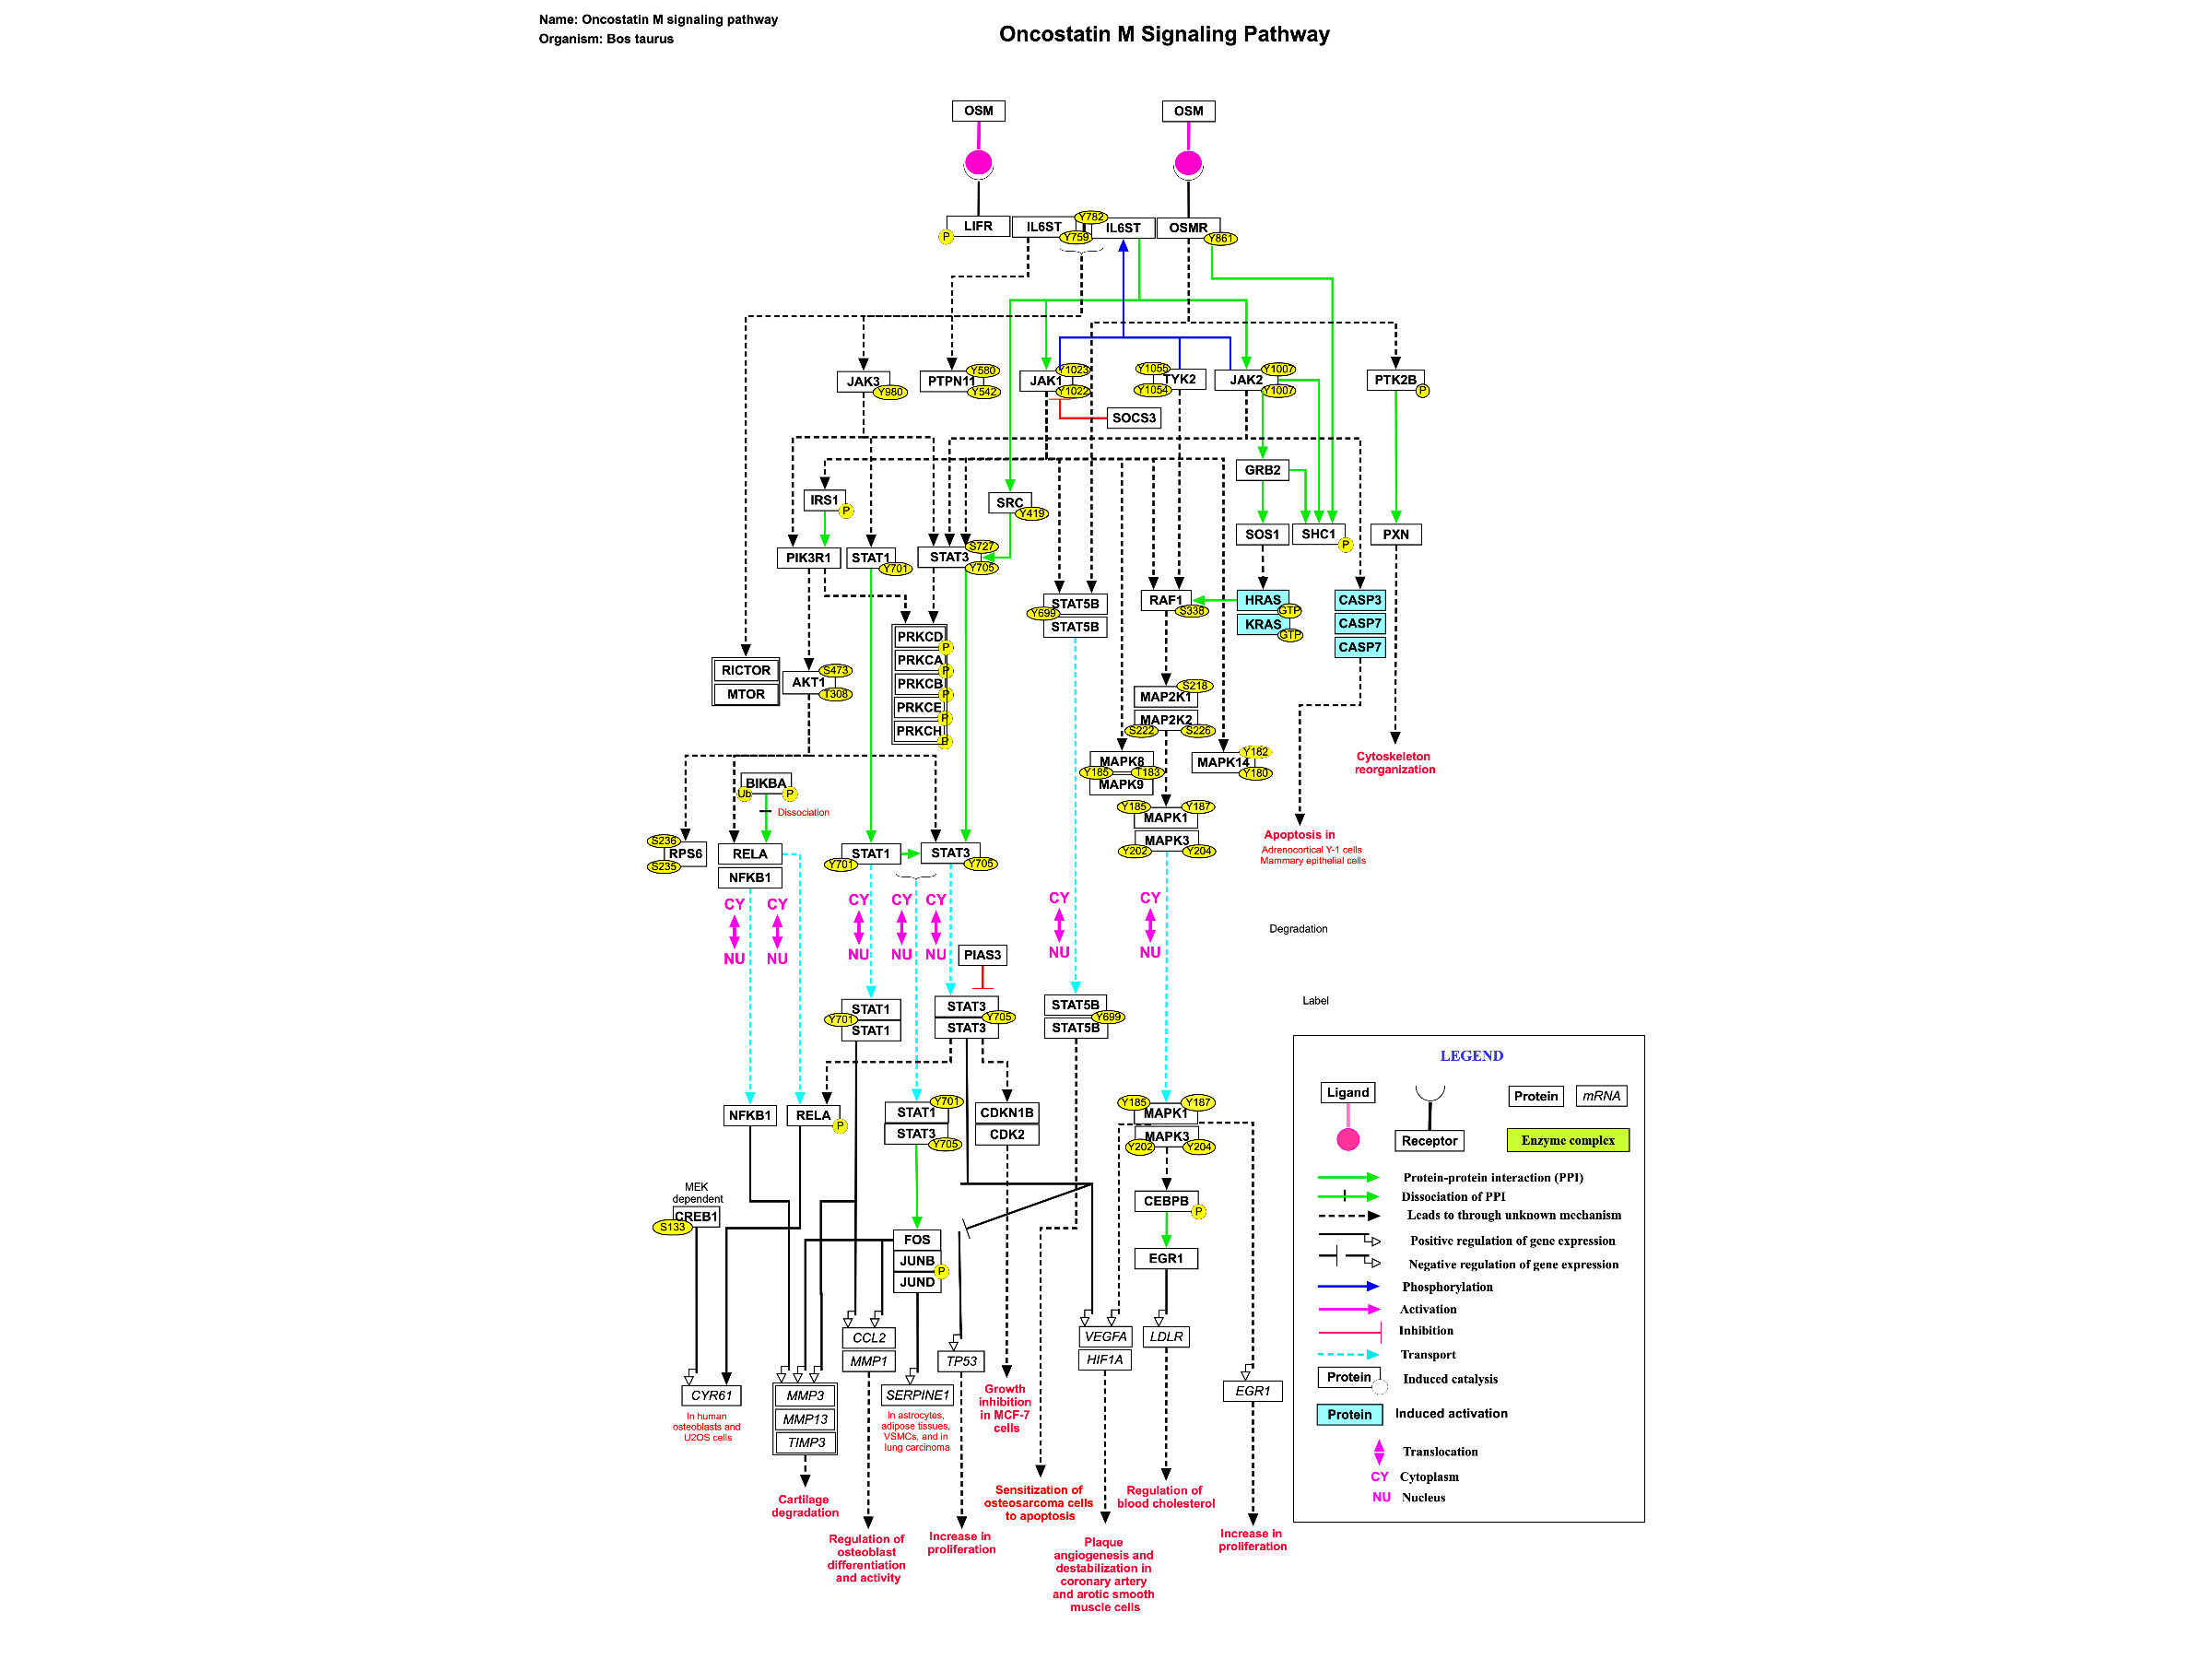 Name: Oncostatin M signaling pathway
Organism: Bos taurus
Oncostatin M Signaling Pathway
OSM
OSM
LIFR
P
IL6ST
Y782
Y759
IL6ST
OSMR
Y861
JAK3
Y980
PTPN11
Y580
Y542
JAK1
Y1023
Y1022
Y1055
TYK2
Y1054
JAK2
Y1007
Y1007
PTK2B
P
SOCS3
GRB2
IRS1
P
SRC
Y419
SOS1
SHC1
P
PXN
PIK3R1
STAT1
Y701
STAT3
S727
Y705
STAT5B
Y699
STAT5B
RAF1
S338
HRAS
GTP
KRAS
GTP
CASP3
CASP7
CASP7
PRKCD
P
PRKCA
P
PRKCB
P
PRKCE
P
PRKCH
P
RICTOR
MTOR
AKT1
S473
T308
S218
MAP2K1
MAP2K2
S222
S226
MAPK8
Y185
T183
MAPK9
MAPK14
Y182
Y180
Cytoskeleton
reorganization
BIKBA
Ub
P
Dissociation
Y185
Y187
MAPK1
MAPK3
Y202
Y204
Apoptosis in
Adrenocortical Y-1 cells
Mammary epithelial cells
S236
RPS6
S235
RELA
NFKB1
STAT1
Y701
STAT3
Y705
CY
NU
CY
NU
CY
NU
CY
NU
CY
NU
CY
NU
CY
NU
Degradation
PIAS3
Label
STAT1
Y701
STAT1
STAT3
Y705
STAT3
STAT5B
Y699
STAT5B
NFKB1
RELA
P
STAT1
Y701
STAT3
Y705
CDKN1B
CDK2
Y185
Y187
MAPK1
MAPK3
Y202
Y204
MEK
dependent
CREB1
S133
CEBPB
P
FOS
JUNB
P
JUND
EGR1
CCL2
MMP1
TP53
VEGFA
HIF1A
LDLR
EGR1
CYR61
In human
osteoblasts and
U2OS cells
MMP3
MMP13
TIMP3
SERPINE1
In astrocytes,
adipose tissues,
VSMCs, and in
lung carcinoma
Growth
inhibition
in MCF-7
cells
Cartilage
degradation
Sensitization of
osteosarcoma cells
to apoptosis
Regulation of
blood cholesterol
Regulation of
osteoblast
differentiation
and activity
Increase in
proliferation
Plaque
angiogenesis and
destabilization in
coronary artery
and arotic smooth
muscle cells
Increase in
proliferation
LEGEND
Ligand
Receptor
Protein
mRNA
Enzyme complex
Protein-protein interaction (PPI)
Dissociation of PPI
Leads to through unknown mechanism
Positive regulation of gene expression
Negative regulation of gene expression
Phosphorylation
Activation
Inhibition
Transport
Protein
Induced catalysis
Protein
Induced activation
Translocation
CY
Cytoplasm
NU
Nucleus